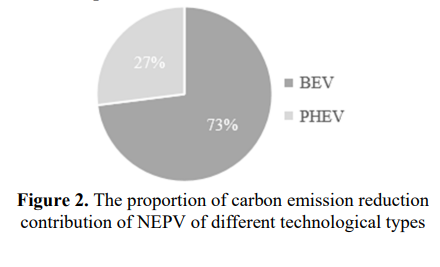 27%
BEV
PHEV
73%
Figure 2. The proportion of carbon emission reduction
contribution of NEPV of different technological types